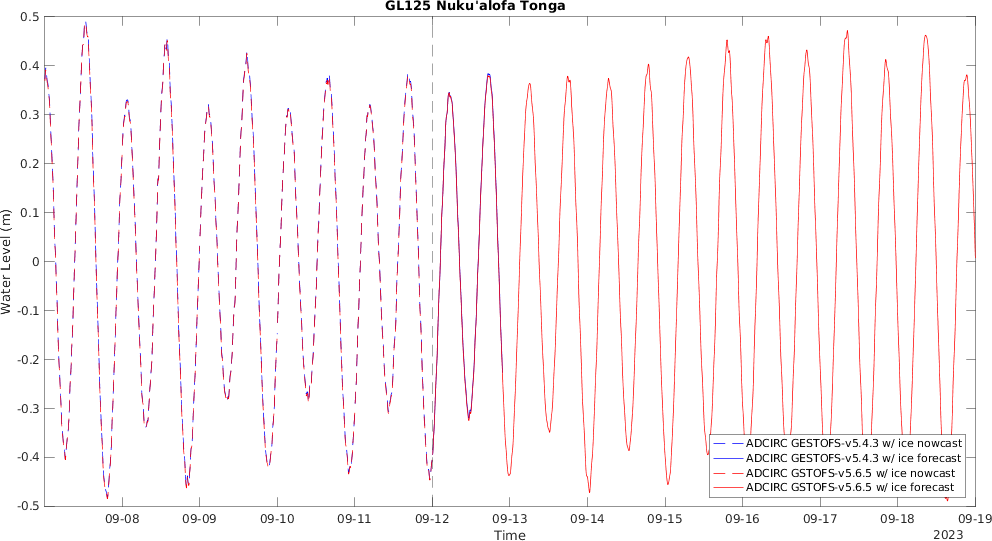 GL125 Nuku'alofa Tonga
0.5
0.4
0.3
0.2
0.1
0
-0.1
-0.2
-0.3
-0.4
-0.5
Water Level (m)
ADCIRC GESTOFS-v5.4.3 w/ ice nowcast
ADCIRC GESTOFS-v5.4.3 w/ ice forecast
ADCIRC GSTOFS-v5.6.5 w/ ice nowcast
ADCIRC GSTOFS-v5.6.5 w/ ice forecast
09-08 09-09 09-10 09-11 09-12 09-13 09-14 09-15 09-16 09-17 09-18 09-19
Time
2023